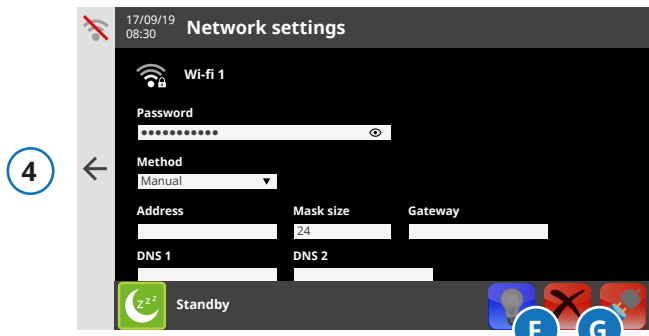 17/09/19
08:30
Network settings
Wi-fi 1
Password
•••••••••••
Method
Manual
4
Address Mask size Gateway
24
DNS 1 DNS 2
zzz
Standby
F G